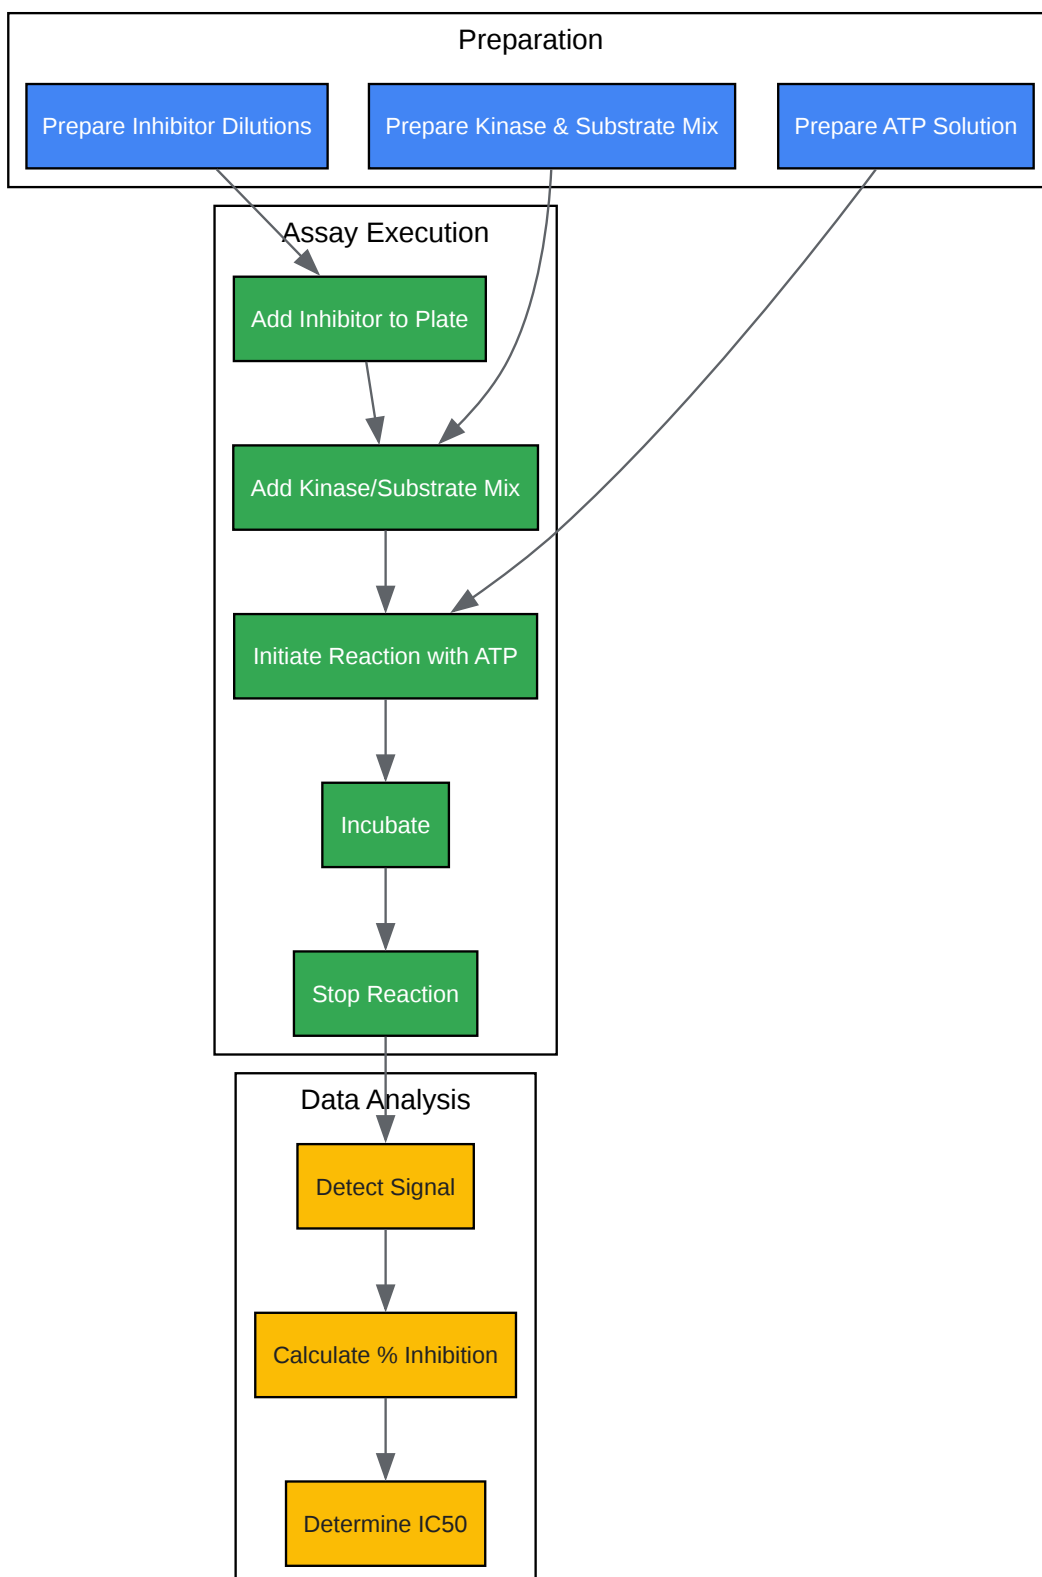 Preparation
Prepare Inhibitor Dilutions
Prepare Kinase & Substrate Mix
Prepare ATP Solution
Assay Execution
Add Inhibitor to Plate
Add Kinase/Substrate Mix
Initiate Reaction with ATP
Incubate
Stop Reaction
Data Analysis
Detect Signal
Calculate % Inhibition
Determine IC50